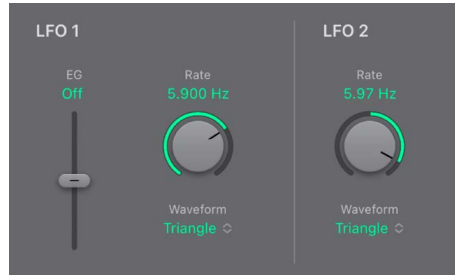 LFO 1
EG
Off
Rate
5.900 Hz
Waveform
Triangle
LFO 2
Rate
5.97 Hz
Waveform
Triangle